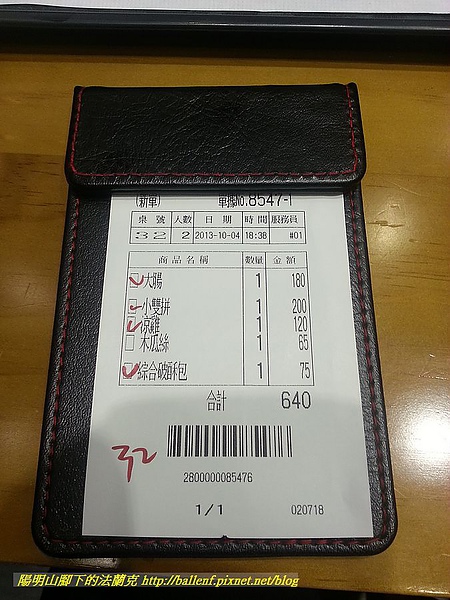 (新單) 單據No.8547-1
桌號 人數 日期 時間 服務員
32 2 2013-10-04 18:38 #01
商品名稱 數量 金額
大腸 1 180
小雙拼 1 200
涼雞 1 120
木瓜絲 1 65
綜合破酥包 1 75
合計 640
32
2800000085476
1/1 020718
陽明山腳下的法蘭克 http://ballenf.pixnet.net/blog